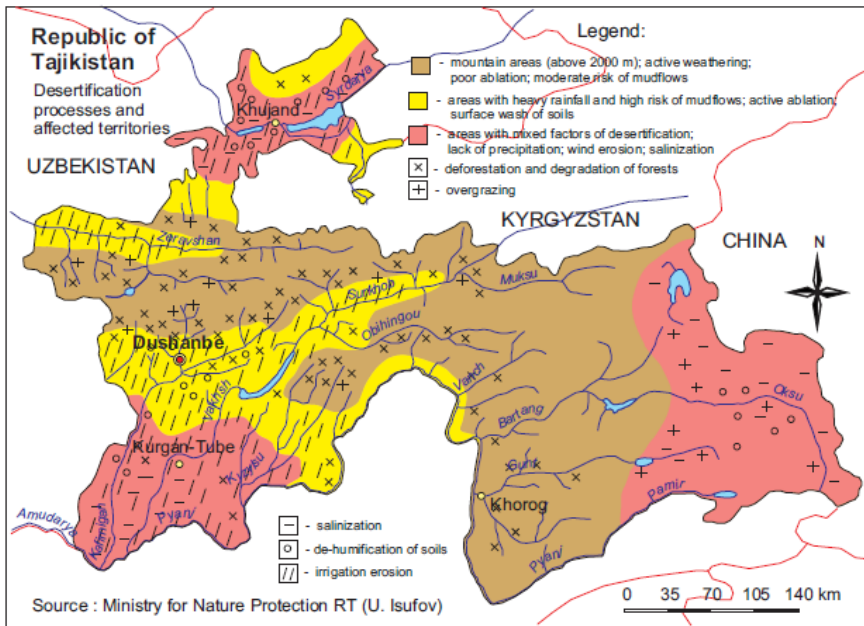 Republic of
Tajikistan
Desertification
processes and
affected territories
Legend:
- mountain areas (above 2000 m); active weathering;
poor ablation; moderate risk of mudflows
- areas with heavy rainfall and high risk of mudflows; active ablation;
surface wash of soils
- areas with mixed factors of desertification;
lack of precipitation; wind erosion; salinization
× - deforestation and degradation of forests
+ - overgrazing
Syrdarya
Khujand
UZBEKISTAN
KYRGYZSTAN
CHINA
N
Zeravshan
Muksu
Surkhob
Obihingou
Dushanbe
Vakhsh
Vanch
Bartang
Oksu
Kurgan-Tube
Kyzylsu
Gunt
Pamir
Khorog
Amudarya
Kafirnigan
Pyanj
Pyanj
- salinization
- de-humification of soils
- irrigation erosion
0 35 70 105 140 km
Source : Ministry for Nature Protection RT (U. Isufov)